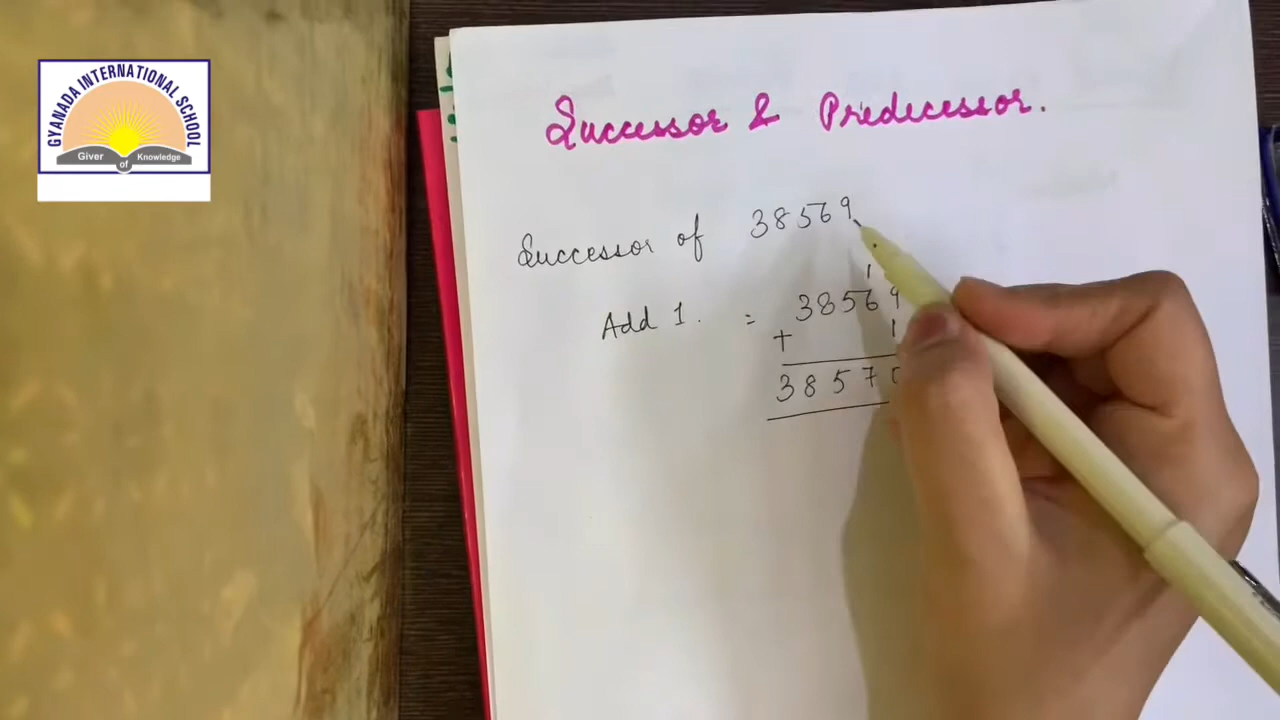 GYANADA INTERNATIONAL SCHOOL
Giver of Knowledge
Successor & Predecessor.
Successor of 38569
1
Add 1. = 38569
+ 1
38570